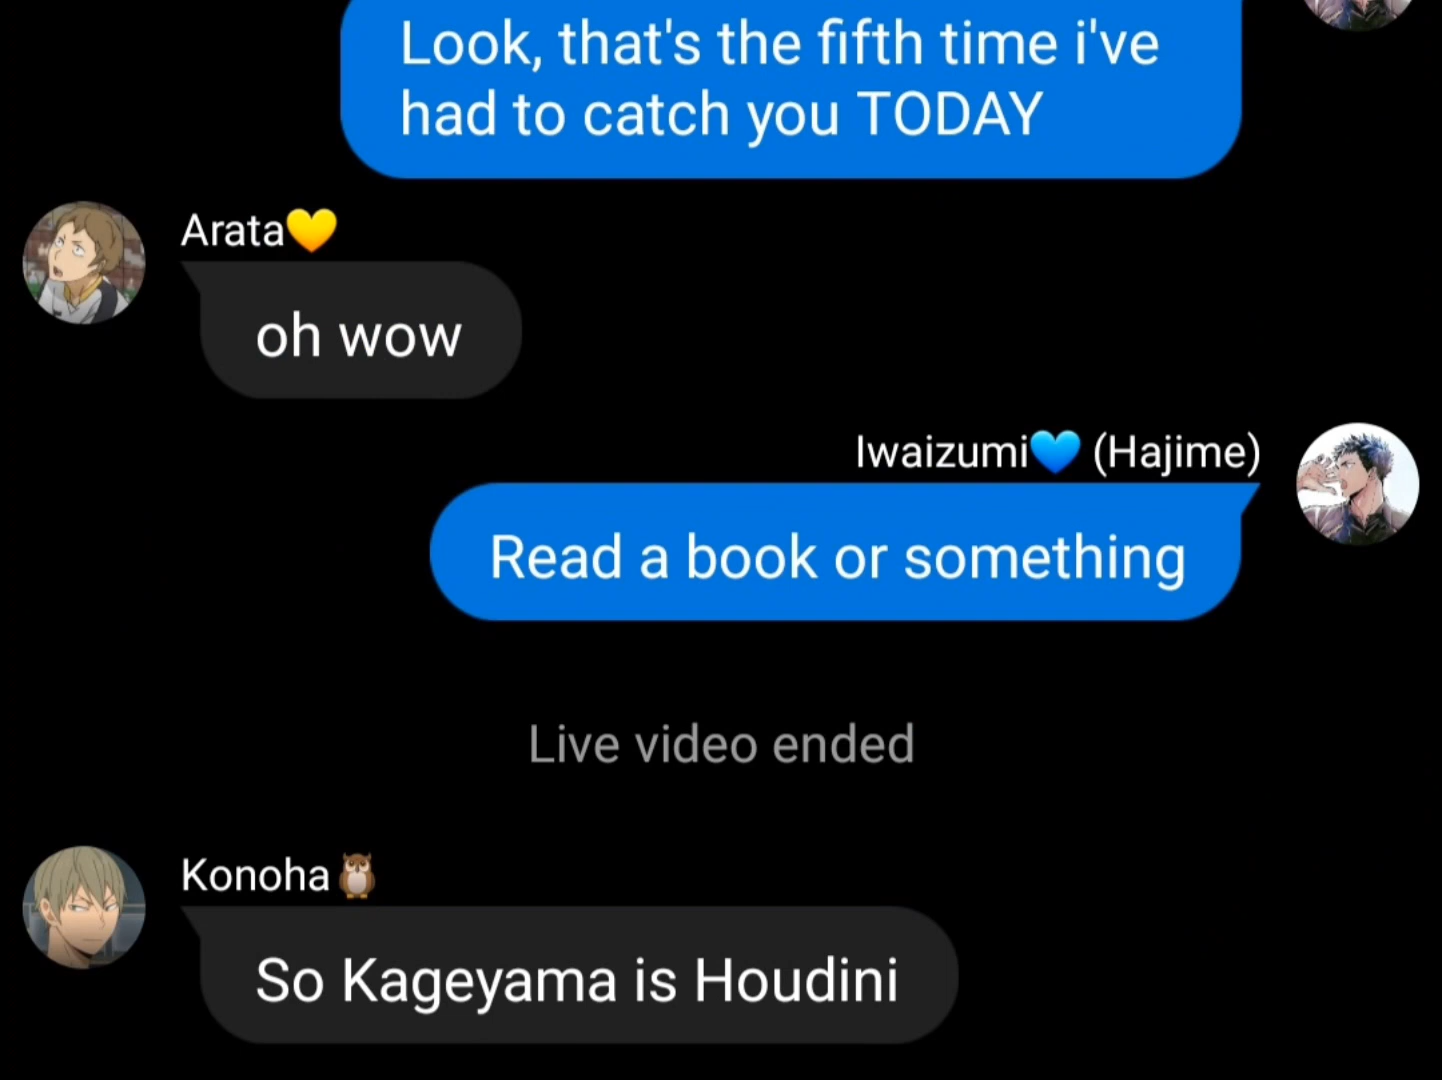 Look, that's the fifth time i've
had to catch you TODAY
Arata💛
oh wow
Iwaizumi💙 (Hajime)
Read a book or something
Live video ended
Konoha🦉
So Kageyama is Houdini